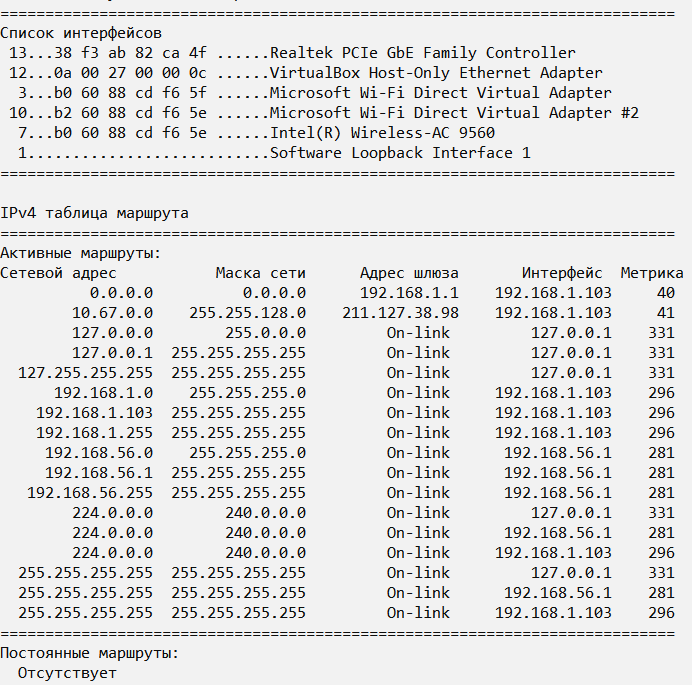 ===========================================================================
Список интерфейсов
 13...38 f3 ab 82 ca 4f ......Realtek PCIe GbE Family Controller
 12...0a 00 27 00 00 0c ......VirtualBox Host-Only Ethernet Adapter
  3...b0 60 88 cd f6 5f ......Microsoft Wi-Fi Direct Virtual Adapter
 10...b2 60 88 cd f6 5e ......Microsoft Wi-Fi Direct Virtual Adapter #2
  7...b0 60 88 cd f6 5e ......Intel(R) Wireless-AC 9560
  1...........................Software Loopback Interface 1
===========================================================================

IPv4 таблица маршрута
===========================================================================
Активные маршруты:
Сетевой адрес           Маска сети      Адрес шлюза       Интерфейс  Метрика
          0.0.0.0          0.0.0.0      192.168.1.1    192.168.1.103     40
        10.67.0.0    255.255.128.0    211.127.38.98    192.168.1.103     41
        127.0.0.0        255.0.0.0         On-link         127.0.0.1    331
        127.0.0.1  255.255.255.255         On-link         127.0.0.1    331
  127.255.255.255  255.255.255.255         On-link         127.0.0.1    331
      192.168.1.0    255.255.255.0         On-link     192.168.1.103    296
    192.168.1.103  255.255.255.255         On-link     192.168.1.103    296
    192.168.1.255  255.255.255.255         On-link     192.168.1.103    296
     192.168.56.0    255.255.255.0         On-link      192.168.56.1    281
     192.168.56.1  255.255.255.255         On-link      192.168.56.1    281
   192.168.56.255  255.255.255.255         On-link      192.168.56.1    281
        224.0.0.0        240.0.0.0         On-link         127.0.0.1    331
        224.0.0.0        240.0.0.0         On-link      192.168.56.1    281
        224.0.0.0        240.0.0.0         On-link     192.168.1.103    296
  255.255.255.255  255.255.255.255         On-link         127.0.0.1    331
  255.255.255.255  255.255.255.255         On-link      192.168.56.1    281
  255.255.255.255  255.255.255.255         On-link     192.168.1.103    296
===========================================================================
Постоянные маршруты:
  Отсутствует